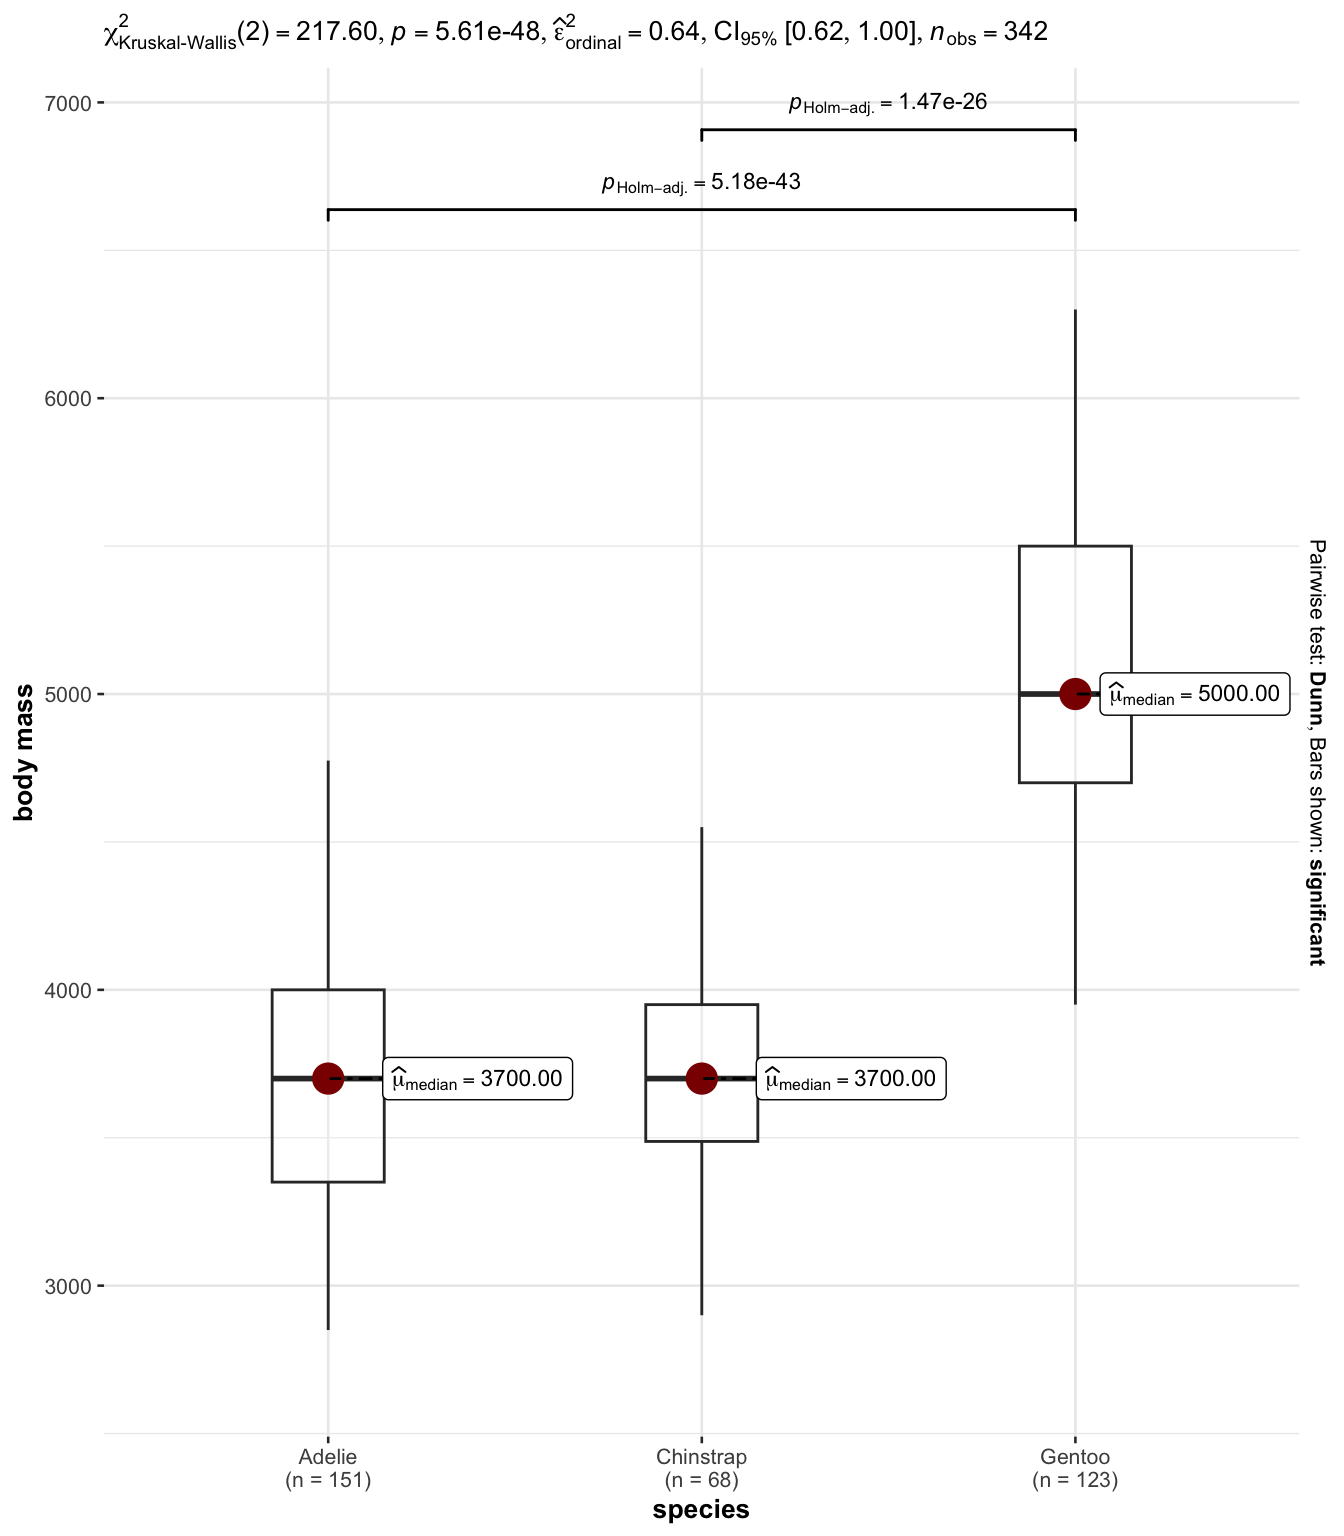 χ²Kruskal-Wallis(2) = 217.60, p = 5.61e-48, ε̂²ordinal = 0.64, CI95% [0.62, 1.00], nobs = 342
7000
pHolm−adj. = 1.47e-26
pHolm−adj. = 5.18e-43
6000
5000
μ̂median = 5000.00
4000
μ̂median = 3700.00
μ̂median = 3700.00
3000
body mass
Pairwise test: Dunn, Bars shown: significant
Adelie
(n = 151)
Chinstrap
(n = 68)
Gentoo
(n = 123)
species